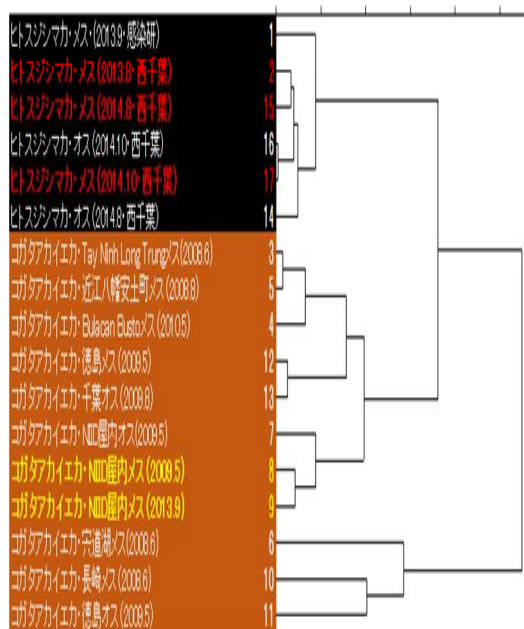 ヒトスジシマカ・メス・(2013.9・感染研) 1
ヒトスジシマカ・メス(2013.8・西千葉) 2
ヒトスジシマカ・メス(2014.8・西千葉) 15
ヒトスジシマカ・オス(2014.10・西千葉) 16
ヒトスジシマカ・メス(2014.10・西千葉) 17
ヒトスジシマカ・オス(2014.8・西千葉) 14
コガタアカイエカ・Tay Ninh Long Trungメス(2008.6) 3
コガタアカイエカ・近江八幡安土町メス(2008.8) 5
コガタアカイエカ・Bulacan Bustoメス(2010.5) 4
コガタアカイエカ・徳島メス(2009.5) 12
コガタアカイエカ・千葉オス(2009.8) 13
コガタアカイエカ・NIID屋内オス(2009.5) 7
コガタアカイエカ・NIID屋内メス(2009.5) 8
コガタアカイエカ・NIID屋内メス(2013.9) 9
コガタアカイエカ・宍道湖メス(2008.6) 6
コガタアカイエカ・長崎メス(2008.6) 10
コガタアカイエカ・徳島オス(2009.5) 11